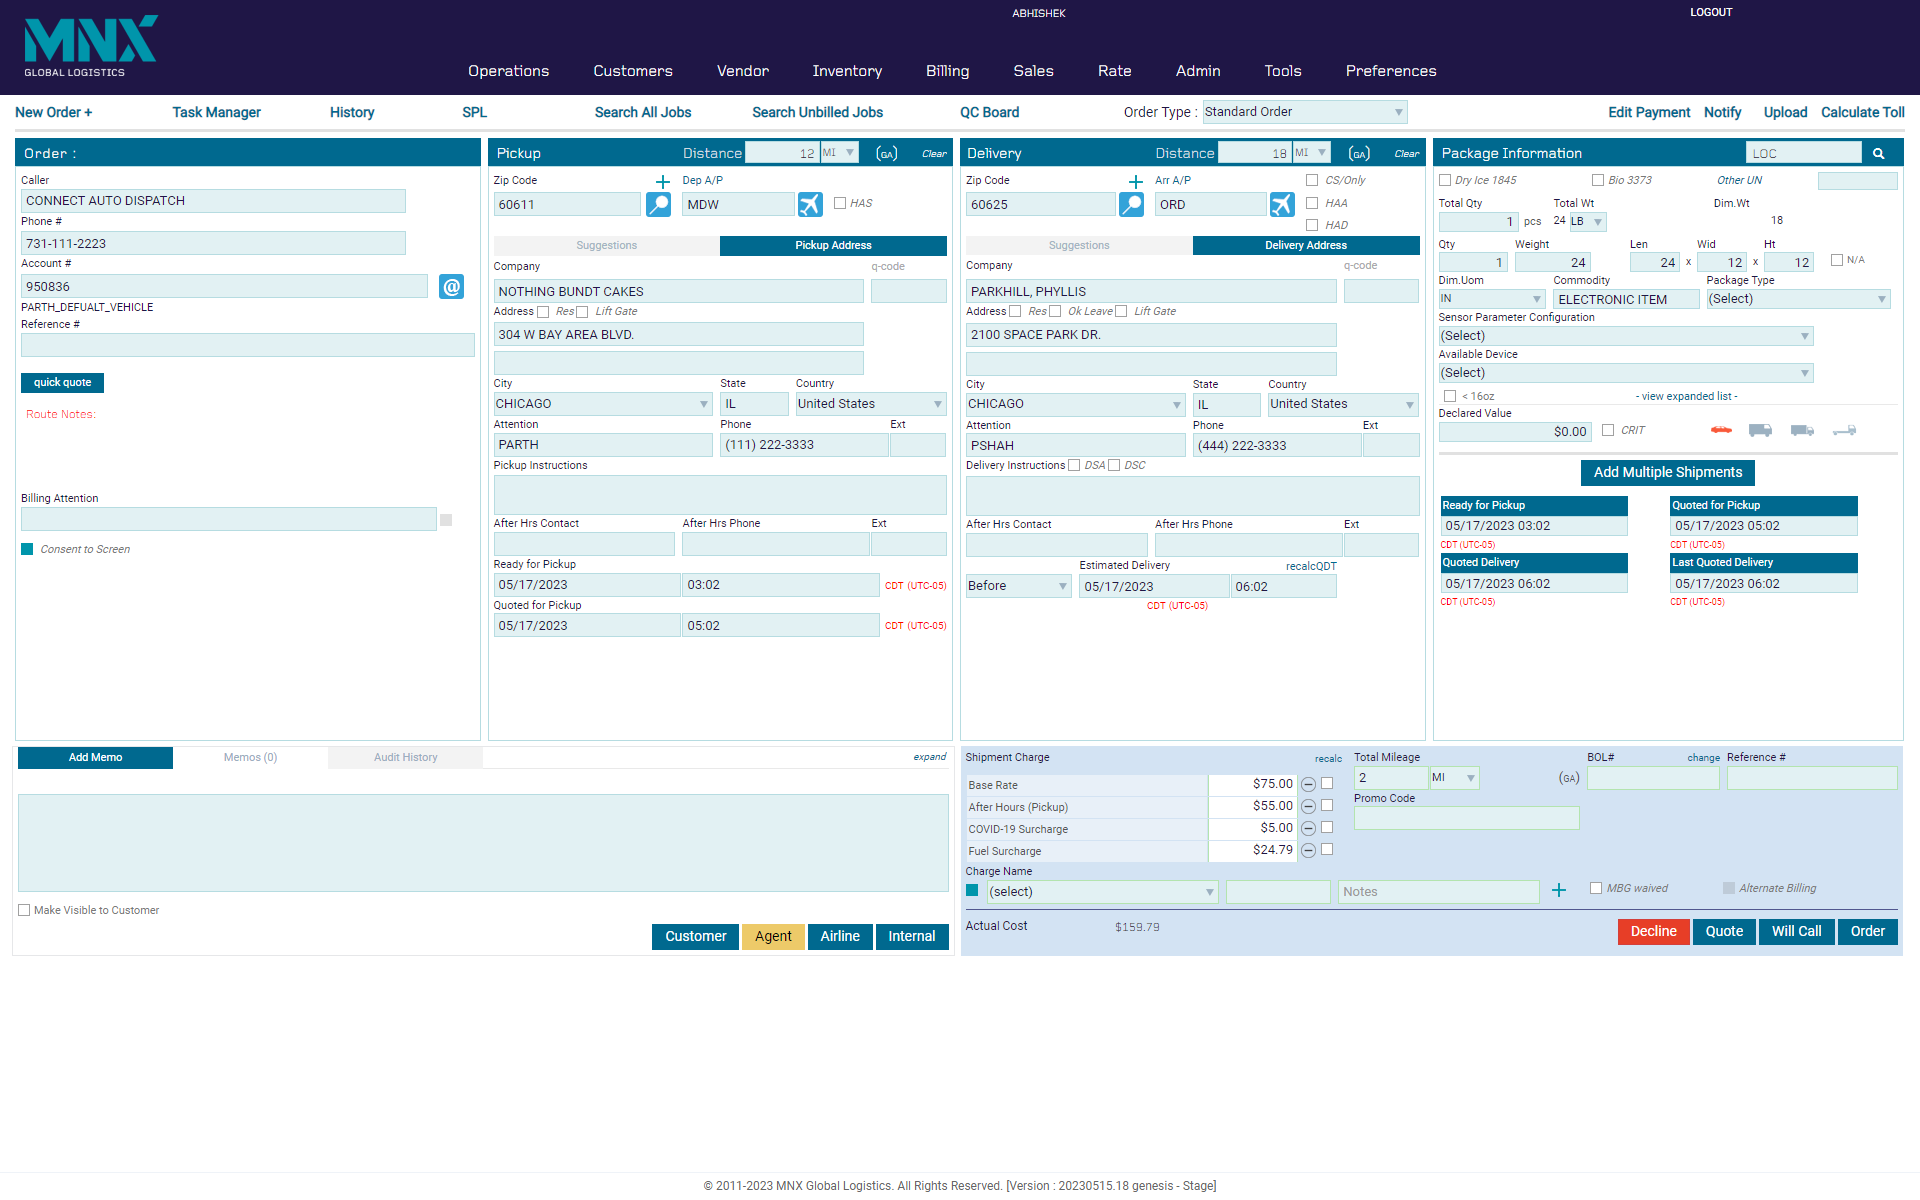 ABHISHEK
LOGOUT
MNX
GLOBAL LOGISTICS
Operations Customers Vendor Inventory Billing Sales Rate Admin Tools Preferences
New Order + Task Manager History SPL Search All Jobs Search Unbilled Jobs QC Board Order Type : Standard Order Edit Payment Notify Upload Calculate Toll
Order :
Caller
CONNECT AUTO DISPATCH
Phone #
731-111-2223
Account #
950836
@
PARTH_DEFUALT_VEHICLE
Reference #
quick quote
Route Notes:
Billing Attention
Consent to Screen
Pickup Distance 12 MI (GA) Clear
Zip Code Dep A/P
60611 MDW HAS
Suggestions Pickup Address
Company q-code
NOTHING BUNDT CAKES
Address Res Lift Gate
304 W BAY AREA BLVD.
City State Country
CHICAGO IL United States
Attention Phone Ext
PARTH (111) 222-3333
Pickup Instructions
After Hrs Contact After Hrs Phone Ext
Ready for Pickup
05/17/2023 03:02 CDT (UTC-05)
Quoted for Pickup
05/17/2023 05:02 CDT (UTC-05)
Delivery Distance 18 MI (GA) Clear
Zip Code Arr A/P CS/Only
60625 ORD HAA
HAD
Suggestions Delivery Address
Company q-code
PARKHILL, PHYLLIS
Address Res Ok Leave Lift Gate
2100 SPACE PARK DR.
City State Country
CHICAGO IL United States
Attention Phone Ext
PSHAH (444) 222-3333
Delivery Instructions DSA DSC
After Hrs Contact After Hrs Phone Ext
Estimated Delivery recalcQDT
Before 05/17/2023 06:02
CDT (UTC-05)
Package Information LOC
Dry Ice 1845 Bio 3373 Other UN
Total Qty Total Wt Dim.Wt
1 pcs 24 LB 18
Qty Weight Len Wid Ht
1 24 24 x 12 x 12 N/A
Dim.Uom Commodity Package Type
IN ELECTRONIC ITEM (Select)
Sensor Parameter Configuration
(Select)
Available Device
(Select)
< 16oz - view expanded list -
Declared Value
$0.00 CRIT
Add Multiple Shipments
Ready for Pickup Quoted for Pickup
05/17/2023 03:02 05/17/2023 05:02
CDT (UTC-05) CDT (UTC-05)
Quoted Delivery Last Quoted Delivery
05/17/2023 06:02 05/17/2023 06:02
CDT (UTC-05) CDT (UTC-05)
Add Memo Memos (0) Audit History expand
Make Visible to Customer
Customer Agent Airline Internal
Shipment Charge recalc Total Mileage BOL# change Reference #
Base Rate $75.00 2 MI (GA)
After Hours (Pickup) $55.00 Promo Code
COVID-19 Surcharge $5.00
Fuel Surcharge $24.79
Charge Name
(select) Notes MBG waived Alternate Billing
Actual Cost $159.79 Decline Quote Will Call Order
© 2011-2023 MNX Global Logistics. All Rights Reserved. [Version : 20230515.18 genesis - Stage]